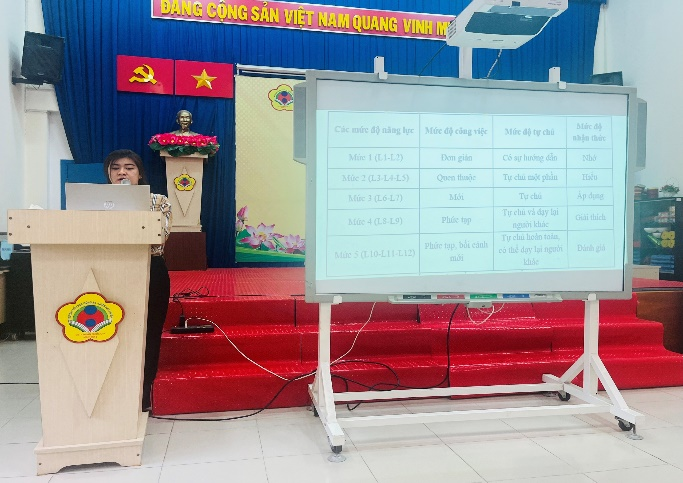 ĐẢNG CỘNG SẢN VIỆT NAM QUANG VINH M
Các mức độ năng lực Mức độ công việc Mức độ tự chủ Mức độ
nhận thức
Mức 1 (L1-L2) Đơn giản Có sự hướng dẫn Nhớ
Mức 2 (L3-L4-L5) Quen thuộc Tự chủ một phần Hiểu
Mức 3 (L6-L7) Mới Tự chủ Áp dụng
Mức 4 (L8-L9) Phức tạp Tự chủ và dạy lại
người khác Giải thích
Mức 5 (L10-L11-L12) Phức tạp, bối cảnh
mới Tự chủ hoàn toàn,
có thể dạy lại người
khác Đánh giá